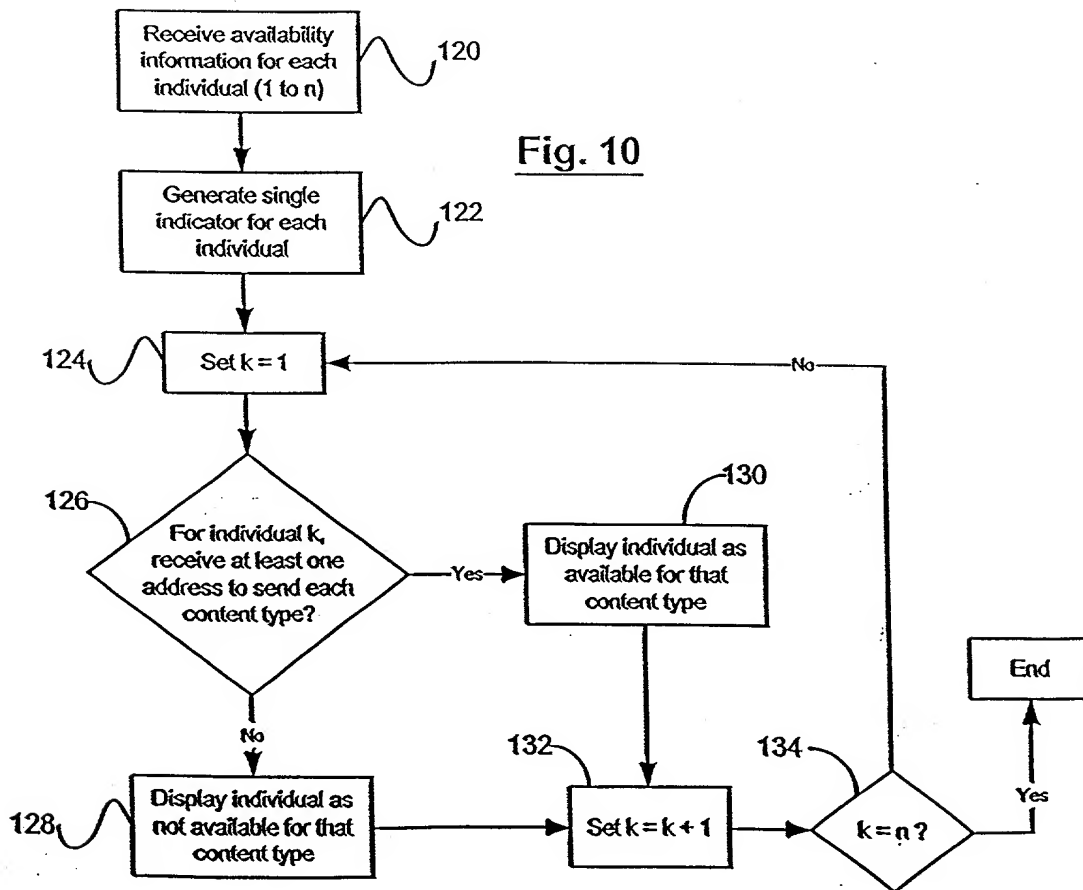 Receive availability
information for each
individual (1 to n)
120
Fig. 10
Generate single
indicator for each
individual
122
124
Set k = 1
No
126
For individual k,
receive at least one
address to send each
content type?
Yes
130
Display individual as
available for that
content type
End
No
132
134
Yes
128
Display individual as
not available for that
content type
Set k = k + 1
k = n ?